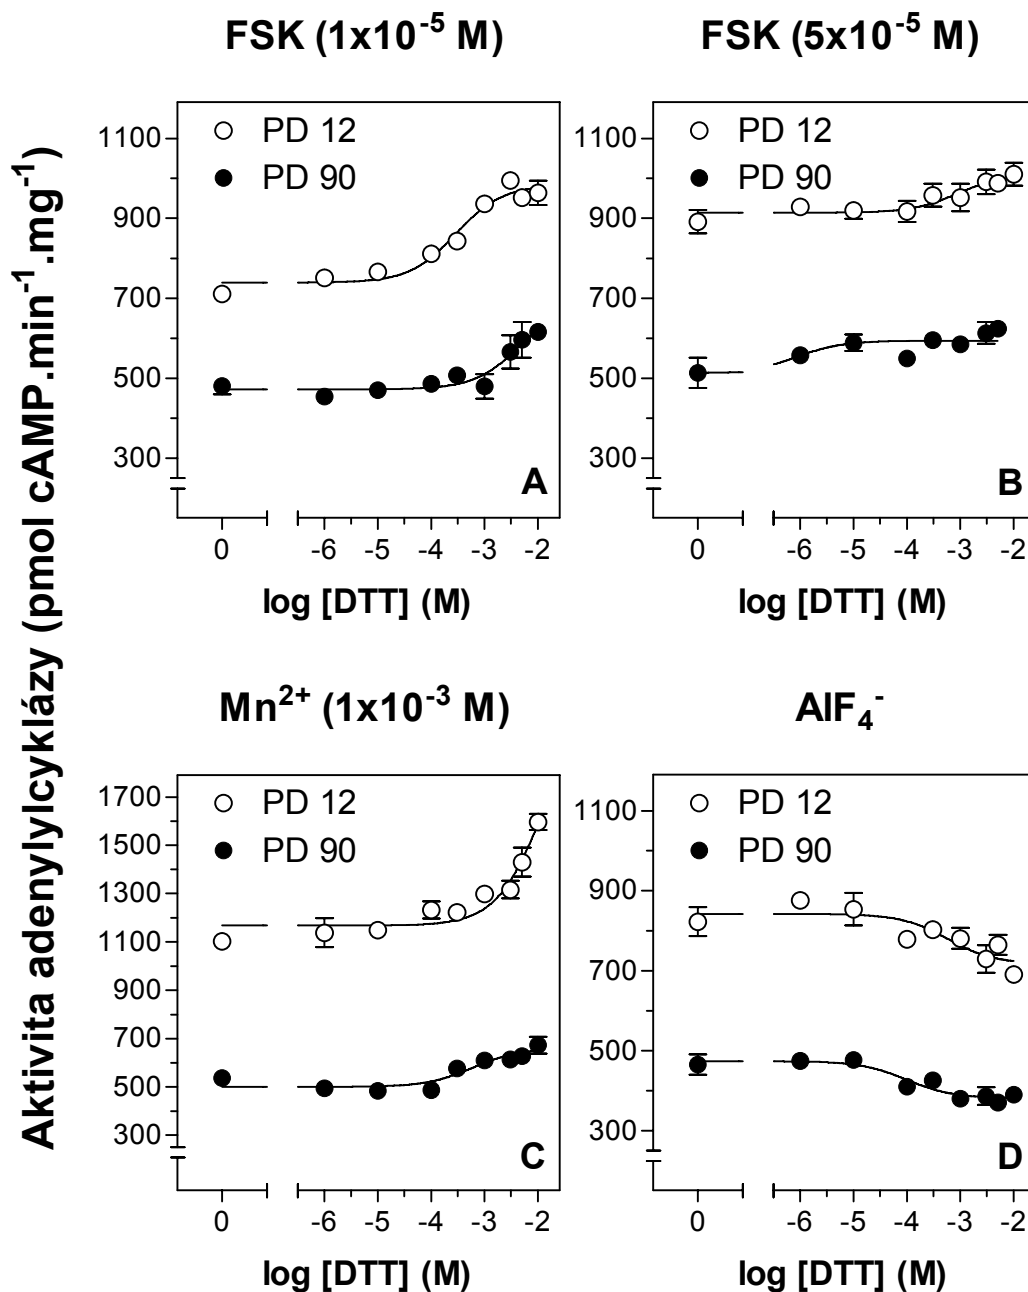 Aktivita adenylylcyklázy (pmol cAMP.min⁻¹.mg⁻¹)
FSK (1x10⁻⁵ M)
1100
900
700
500
300
PD 12
PD 90
A
0 -6 -5 -4 -3 -2
log [DTT] (M)
FSK (5x10⁻⁵ M)
1100
900
700
500
300
PD 12
PD 90
B
0 -6 -5 -4 -3 -2
log [DTT] (M)
Mn²⁺ (1x10⁻³ M)
1700
1500
1300
1100
900
700
500
300
PD 12
PD 90
C
0 -6 -5 -4 -3 -2
log [DTT] (M)
AlF₄⁻
1100
900
700
500
300
PD 12
PD 90
D
0 -6 -5 -4 -3 -2
log [DTT] (M)